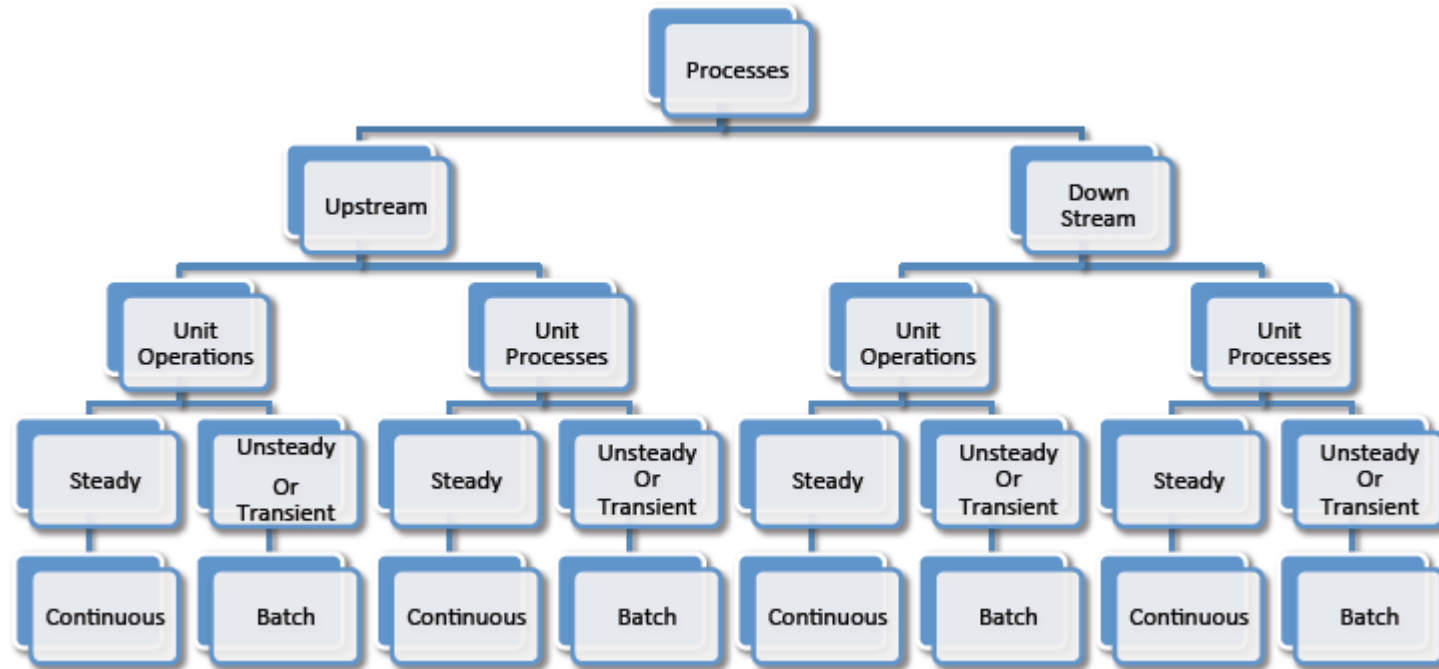 Processes
Upstream
Down
Stream
Unit
Operations
Unit
Processes
Unit
Operations
Unit
Processes
Steady
Unsteady
Or
Transient
Steady
Unsteady
Or
Transient
Steady
Unsteady
Or
Transient
Steady
Unsteady
Or
Transient
Continuous
Batch
Continuous
Batch
Continuous
Batch
Continuous
Batch